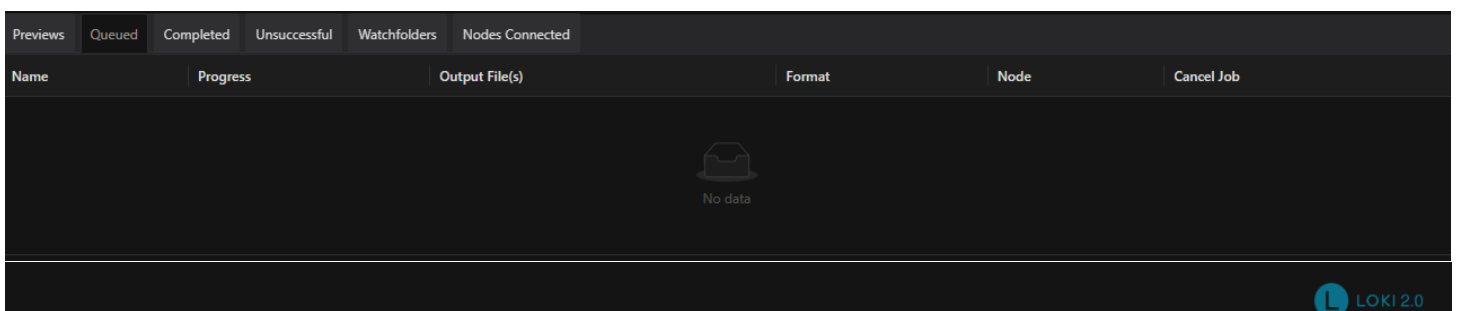 Previews Queued Completed Unsuccessful Watchfolders Nodes Connected
Name Progress Output File(s) Format Node Cancel Job
No data
L LOKI 2.0